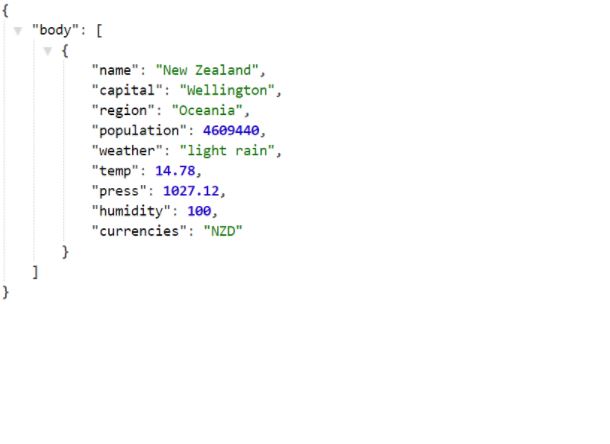 {
"body": [
{
"name": "New Zealand",
"capital": "Wellington",
"region": "Oceania",
"population": 4609440,
"weather": "light rain",
"temp": 14.78,
"press": 1027.12,
"humidity": 100,
"currencies": "NZD"
}
]
}